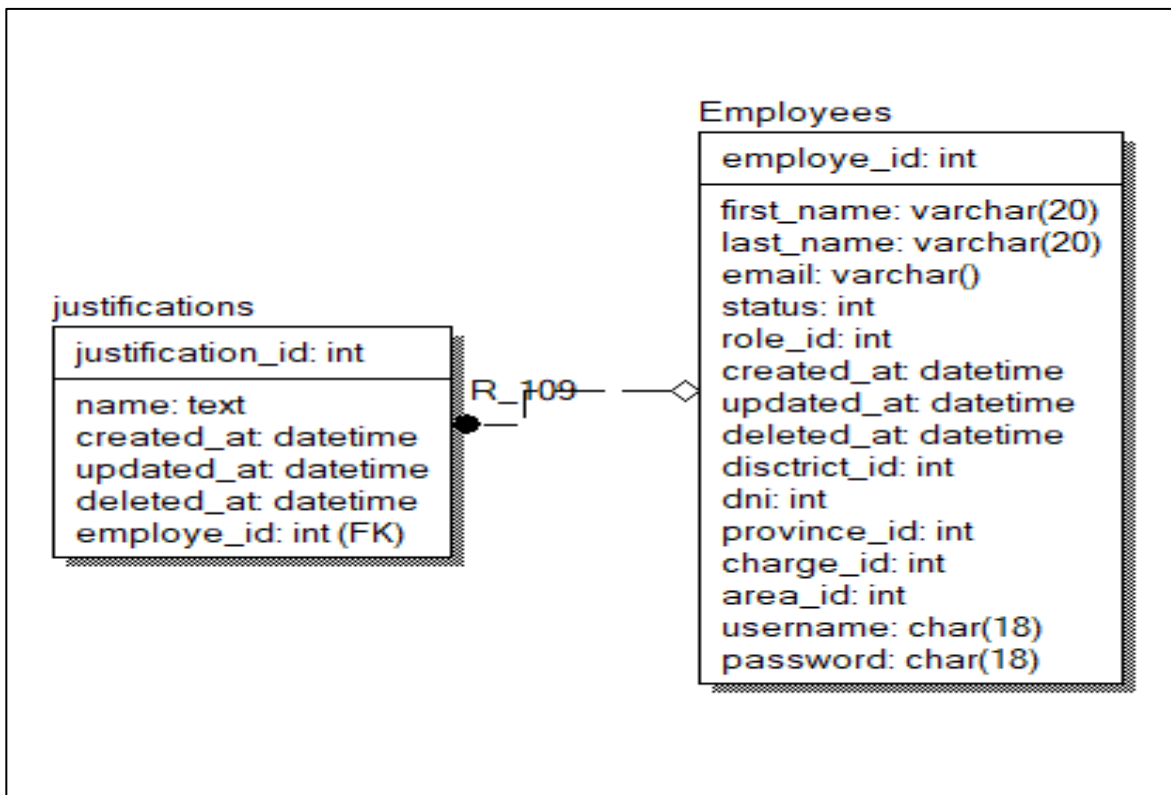 Employees
employe_id: int
first_name: varchar(20)
last_name: varchar(20)
email: varchar()
status: int
role_id: int
created_at: datetime
updated_at: datetime
deleted_at: datetime
disctrict_id: int
dni: int
province_id: int
charge_id: int
area_id: int
username: char(18)
password: char(18)
justifications
justification_id: int
name: text
created_at: datetime
updated_at: datetime
deleted_at: datetime
employe_id: int (FK)
R_109